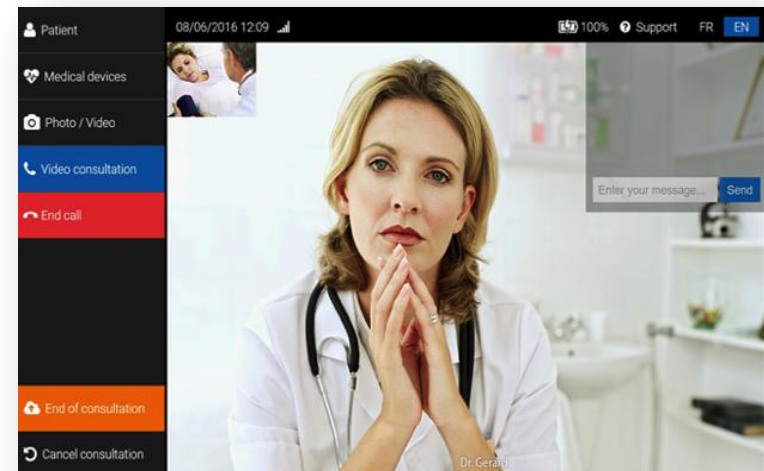 Patient
08/06/2016 12:09
100%
Support
FR
EN
Medical devices
Photo / Video
Video consultation
Enter your message...
Send
End call
End of consultation
Cancel consultation
Dr. Gerard